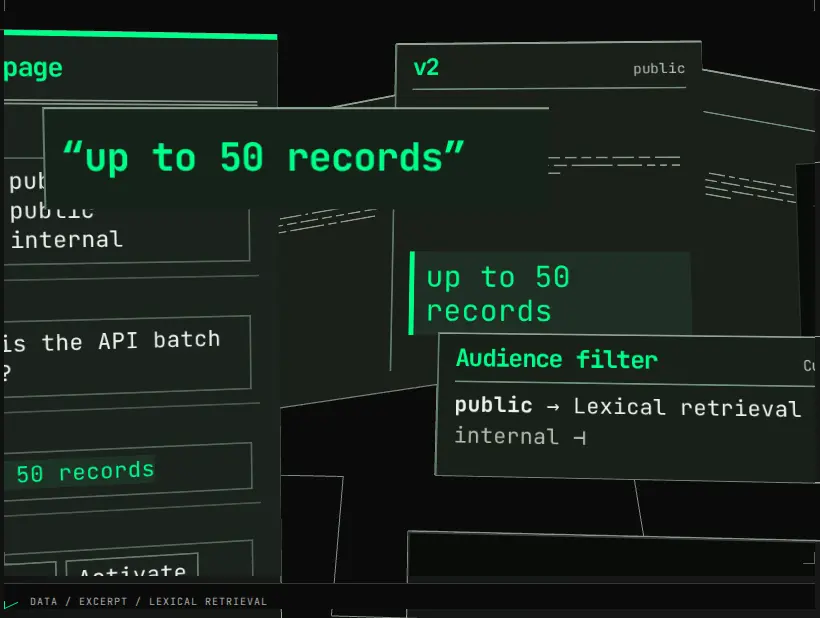 page
v2
public
“up to 50 records”
public
internal
up to 50
records
is the API batch
?
Audience filter
public → Lexical retrieval
internal ⊣
50 records
Activate
DATA / EXCERPT / LEXICAL RETRIEVAL